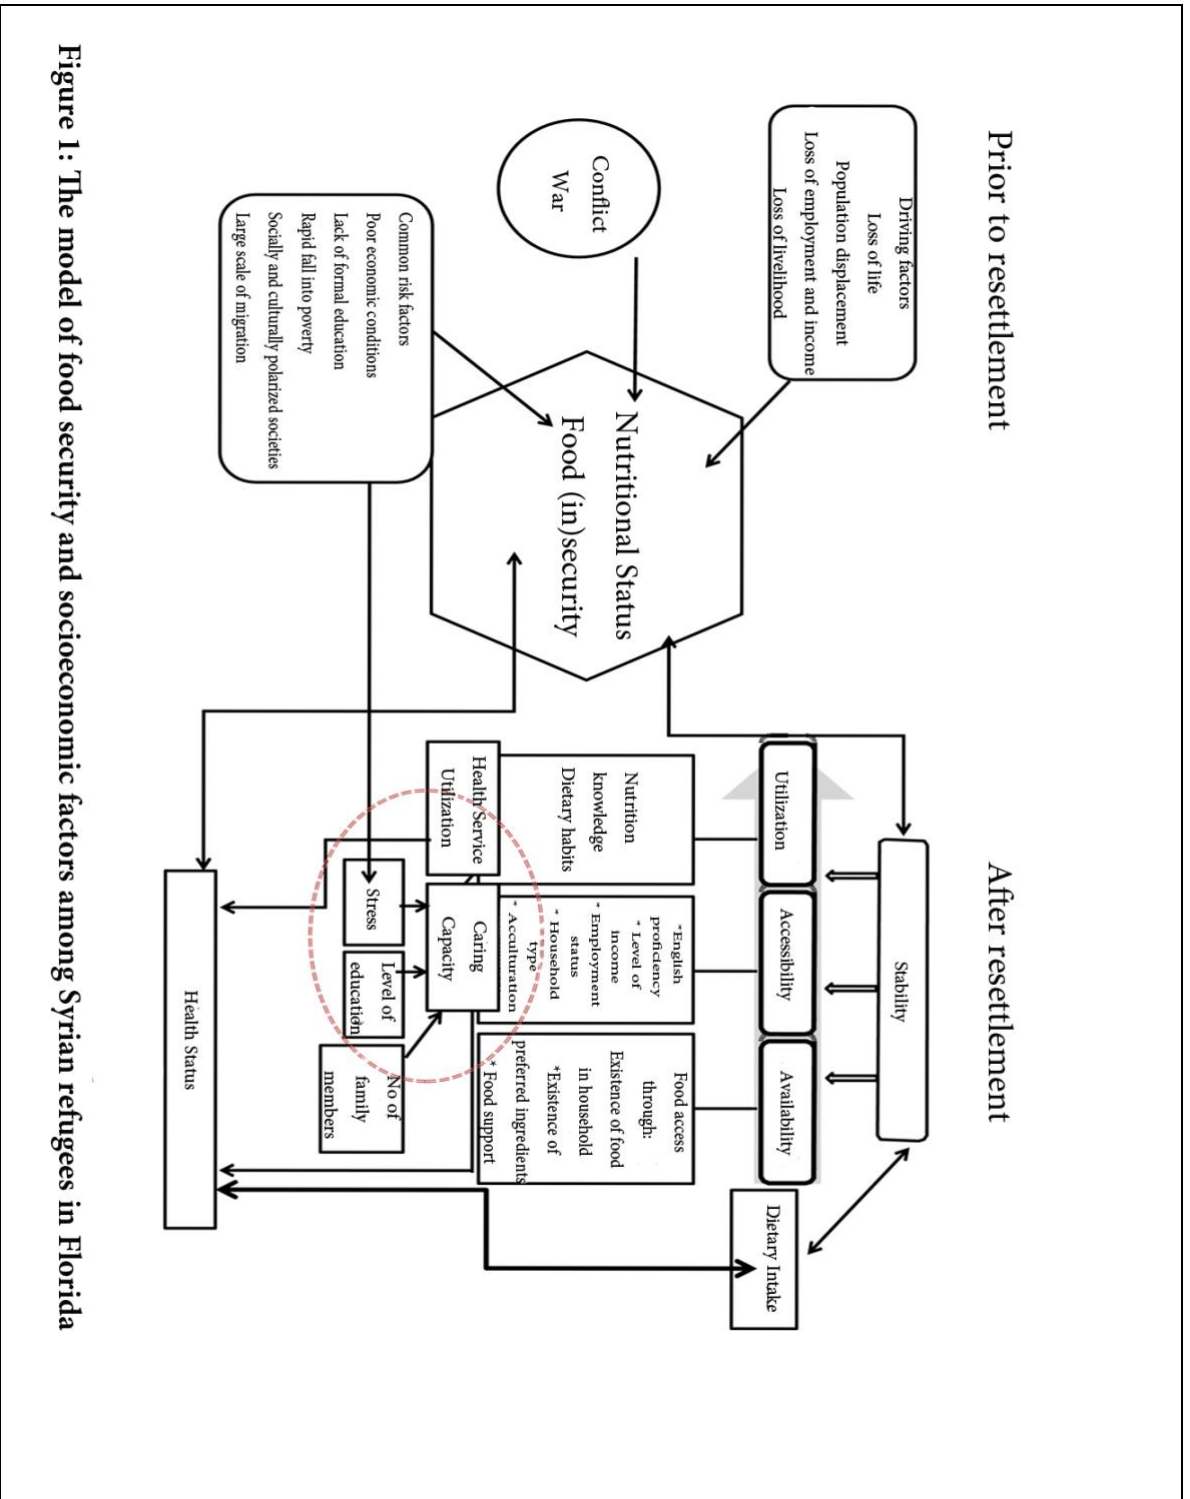 Prior to resettlement
After resettlement
Driving factors
Loss of life
Population displacement
Loss of employment and income
Loss of livelihood
Conflict
War
Common risk factors
Poor economic conditions
Lack of formal education
Rapid fall into poverty
Socially and culturally polarized societies
Large scale of migration
Nutritional Status
Food (in)security
Stability
Utilization
Accessibility
Availability
Dietary Intake
Nutrition
knowledge
Dietary habits
*English
proficiency
* Level of
income
* Employment
status
* Household
type
* Acculturation
Food access
through:
Existence of food
in household
*Existence of
preferred ingredients
* Food support
Health Service
Utilization
Caring
Capacity
Stress
Level of
education
No of
family
members
Health Status
Figure 1: The model of food security and socioeconomic factors among Syrian refugees in Florida